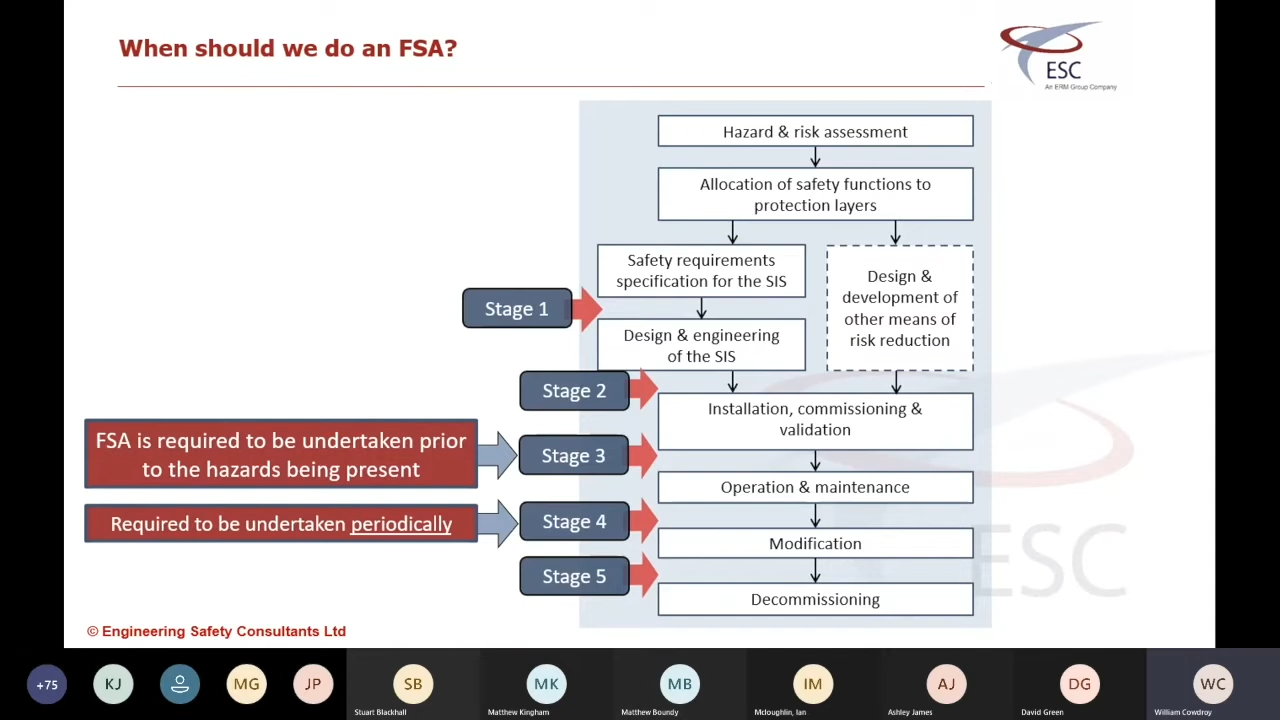 When should we do an FSA?
ESC
An ERM Group Company
Hazard & risk assessment
Allocation of safety functions to
protection layers
Safety requirements
specification for the SIS
Design &
development of
other means of
risk reduction
Stage 1
Design & engineering
of the SIS
Stage 2
Installation, commissioning &
validation
FSA is required to be undertaken prior
to the hazards being present
Stage 3
Operation & maintenance
Required to be undertaken periodically
Stage 4
Modification
Stage 5
Decommissioning
ESC
© Engineering Safety Consultants Ltd
+75
KJ
MG
JP
SB
Stuart Blackhall
MK
Matthew Kingham
MB
Matthew Boundy
IM
Mcloughlin, Ian
AJ
Ashley James
DG
David Green
WC
William Cowdroy